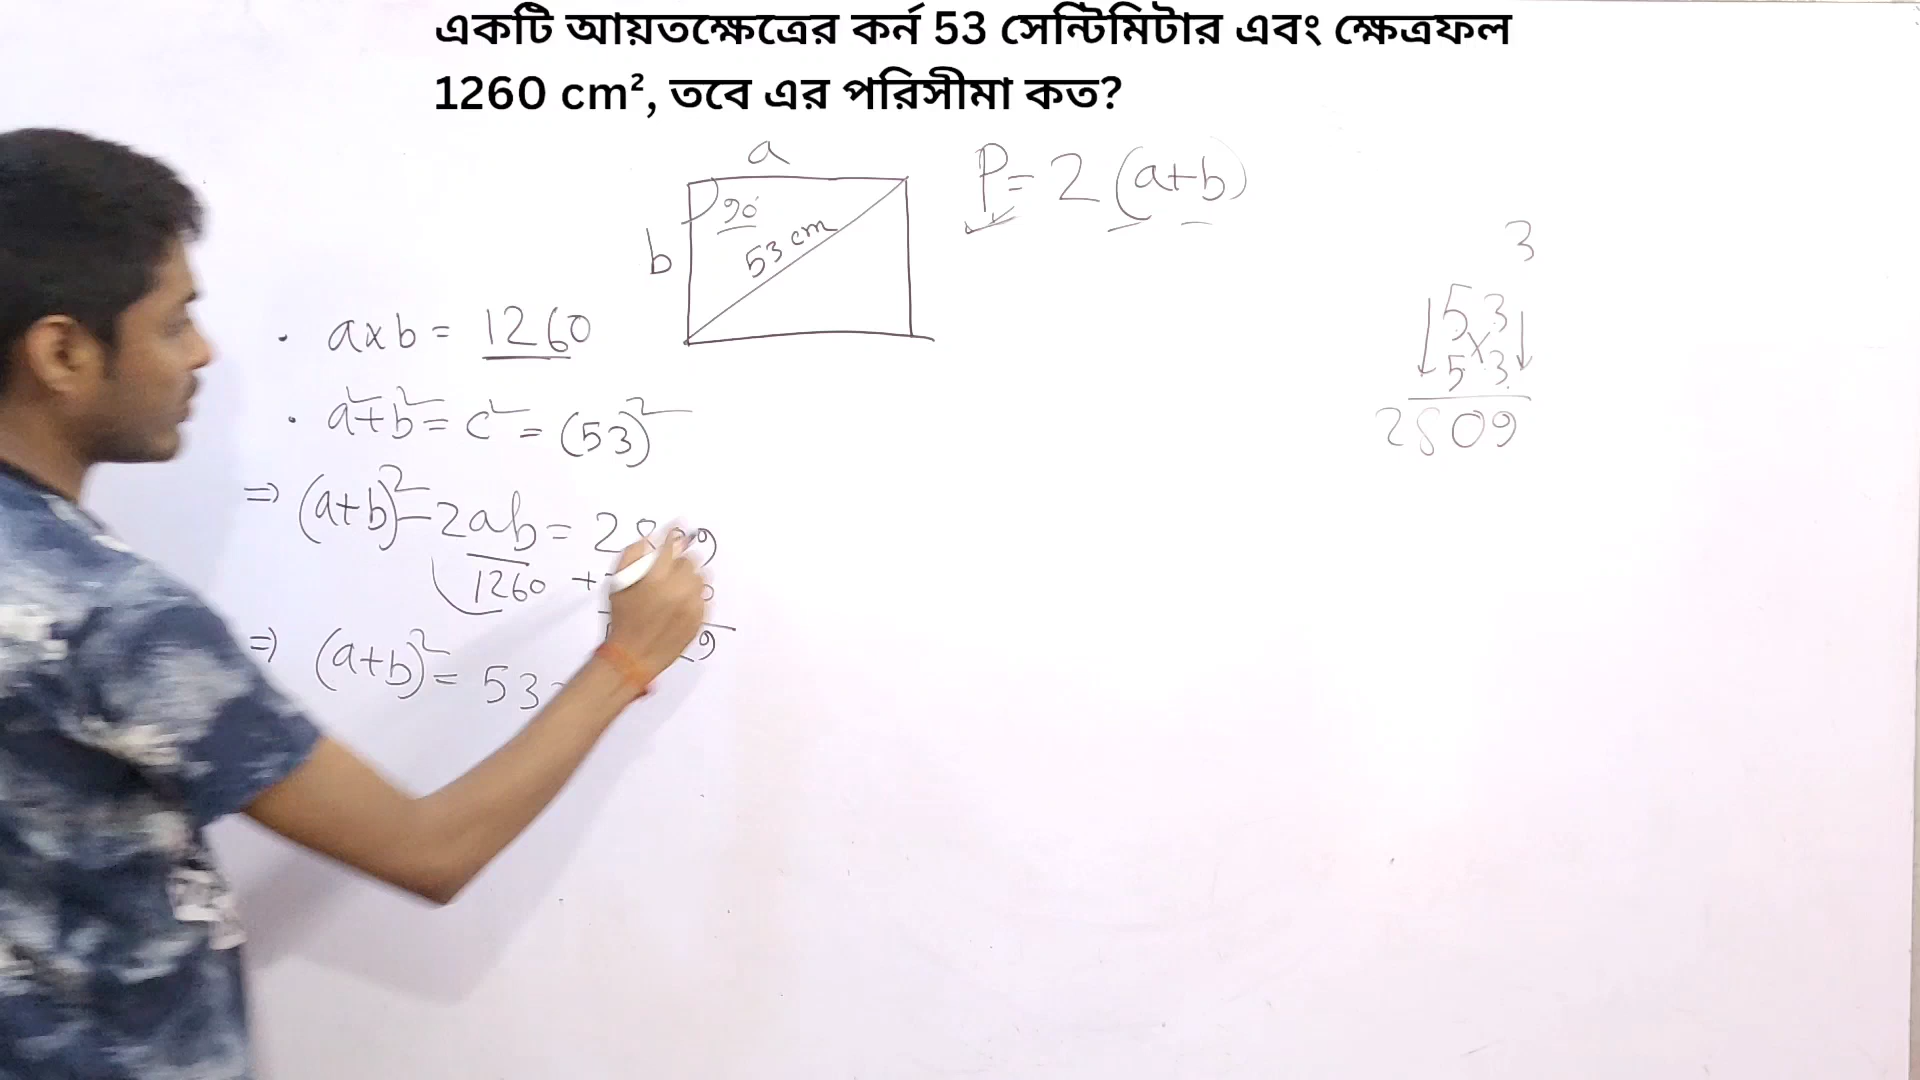 একটি আয়তক্ষেত্রের কর্ন 53 সেন্টিমিটার এবং ক্ষেত্রফল
1260 cm², তবে এর পরিসীমা কত?
a
P = 2 (a+b)
90°
b
53 cm
3
53
53
2809
a×b = 1260
a²+b² = c² = (53)²
⇒ (a+b)² - 2ab = 2809
1260 +
⇒ (a+b)² = 53